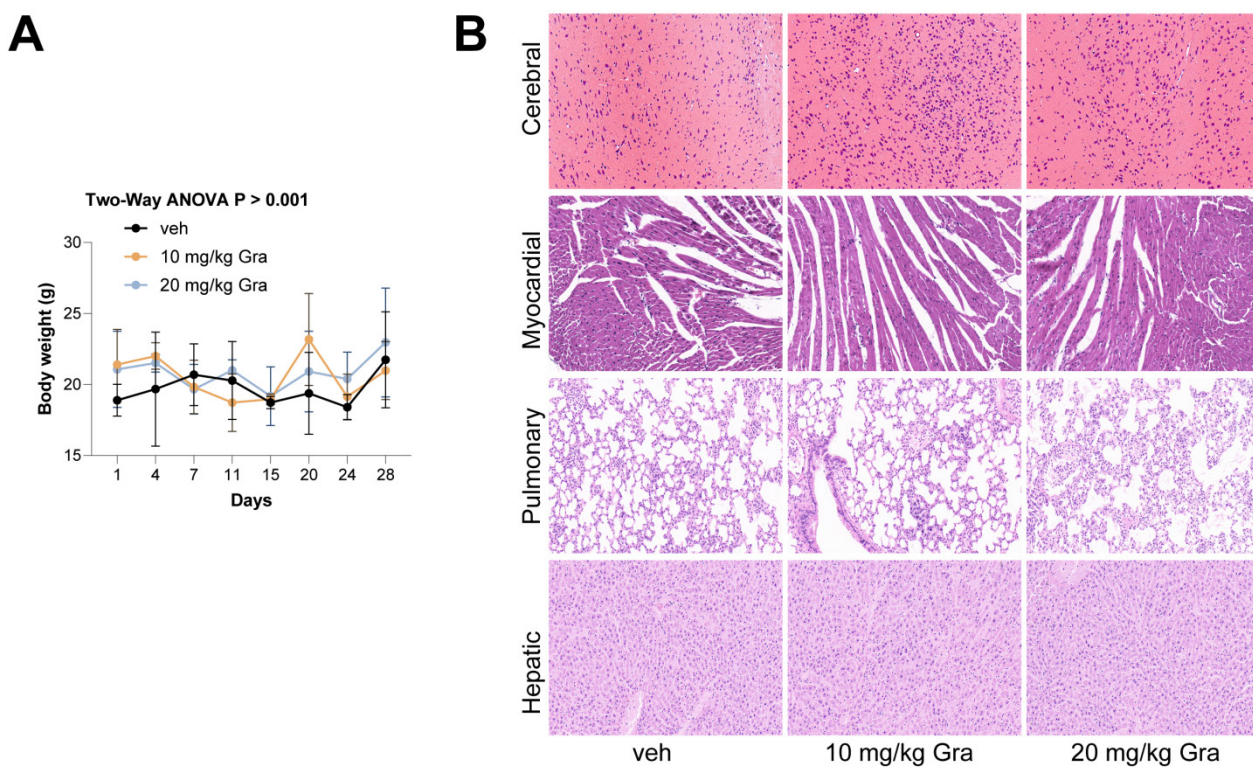 A
Two-Way ANOVA P > 0.001
veh
10 mg/kg Gra
20 mg/kg Gra
30
25
20
15
Body weight (g)
1 4 7 11 15 20 24 28
Days
B
Cerebral
Myocardial
Pulmonary
Hepatic
veh 10 mg/kg Gra 20 mg/kg Gra